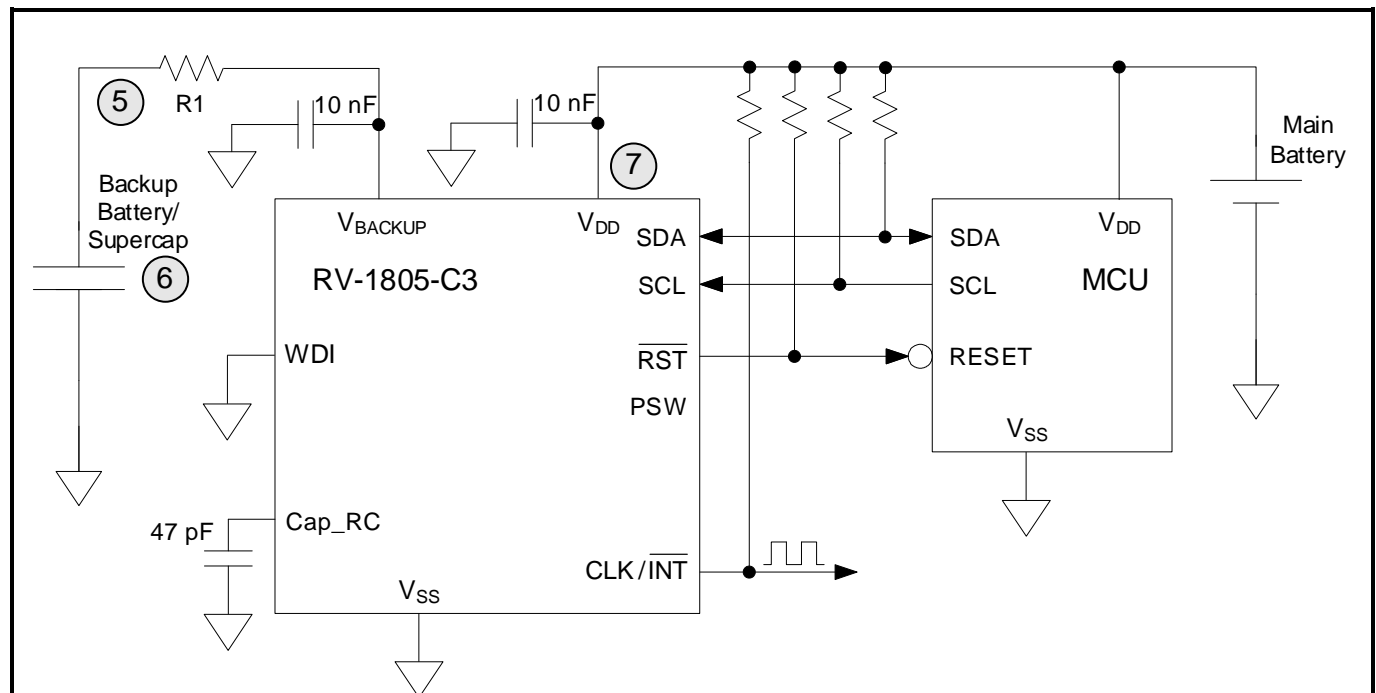 5
R1
10 nF
10 nF
7
Main
Battery
Backup
Battery/
Supercap
6
VBACKUP
VDD
VDD
SDA
SDA
RV-1805-C3
SCL
SCL
MCU
WDI
RST
RESET
PSW
VSS
Cap_RC
47 pF
CLK/INT
VSS